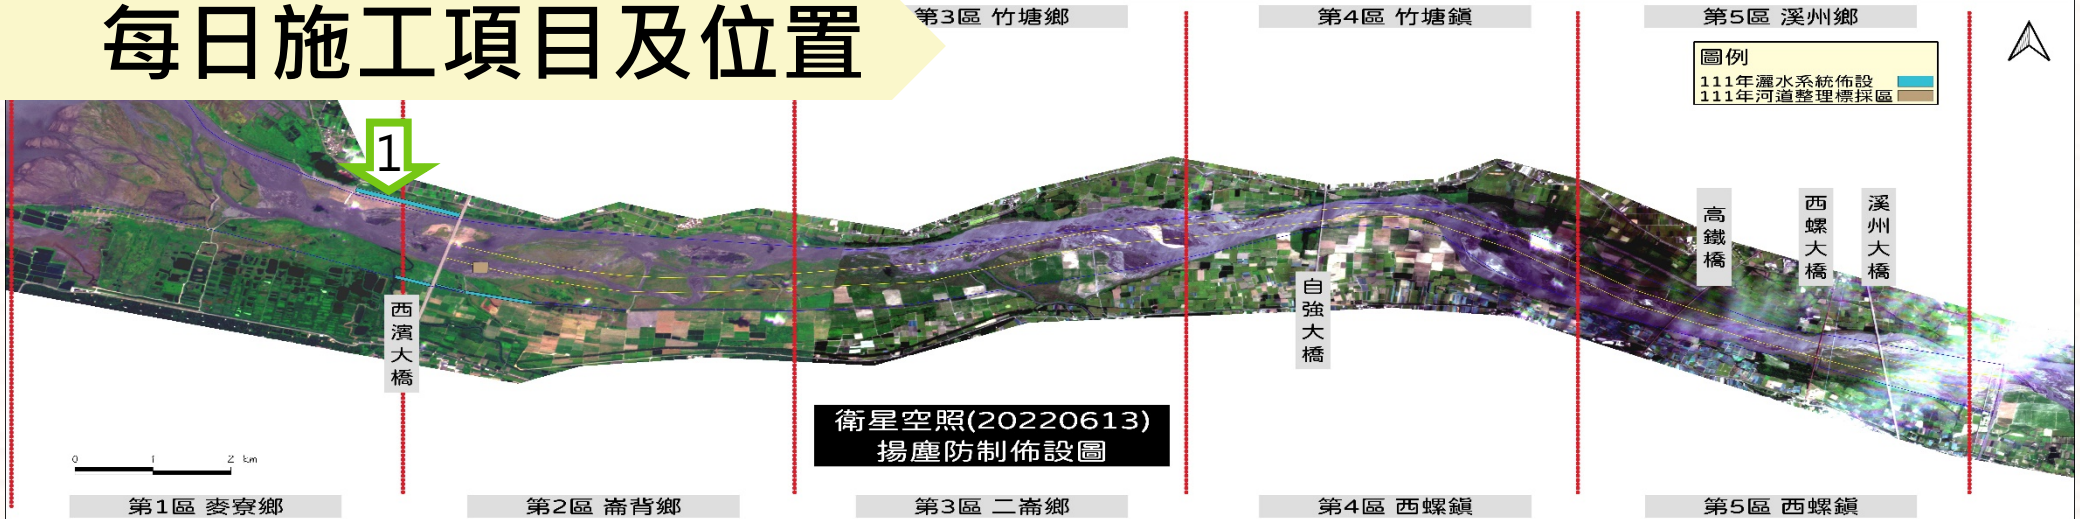 每日施工項目及位置
第3區 竹塘鄉
第4區 竹塘鎮
第5區 溪州鄉
圖例
111年灑水系統佈設
111年河道整理標採區
1
高鐵橋
西螺大橋
溪州大橋
自強大橋
西濱大橋
衛星空照(20220613)
揚塵防制佈設圖
0 1 2 km
第1區 麥寮鄉
第2區 崙背鄉
第3區 二崙鄉
第4區 西螺鎮
第5區 西螺鎮